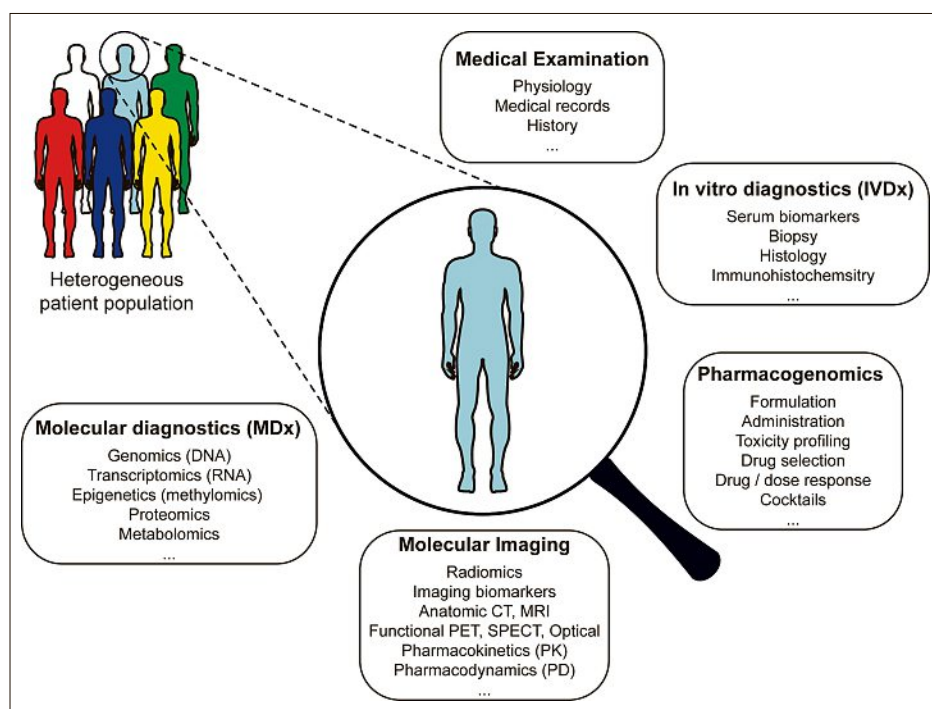 Heterogeneous
patient population
Medical Examination
Physiology
Medical records
History
...
In vitro diagnostics (IVDx)
Serum biomarkers
Biopsy
Histology
Immunohistochemsitry
...
Pharmacogenomics
Formulation
Administration
Toxicity profiling
Drug selection
Drug / dose response
Cocktails
...
Molecular Imaging
Radiomics
Imaging biomarkers
Anatomic CT, MRI
Functional PET, SPECT, Optical
Pharmacokinetics (PK)
Pharmacodynamics (PD)
...
Molecular diagnostics (MDx)
Genomics (DNA)
Transcriptomics (RNA)
Epigenetics (methylomics)
Proteomics
Metabolomics
...